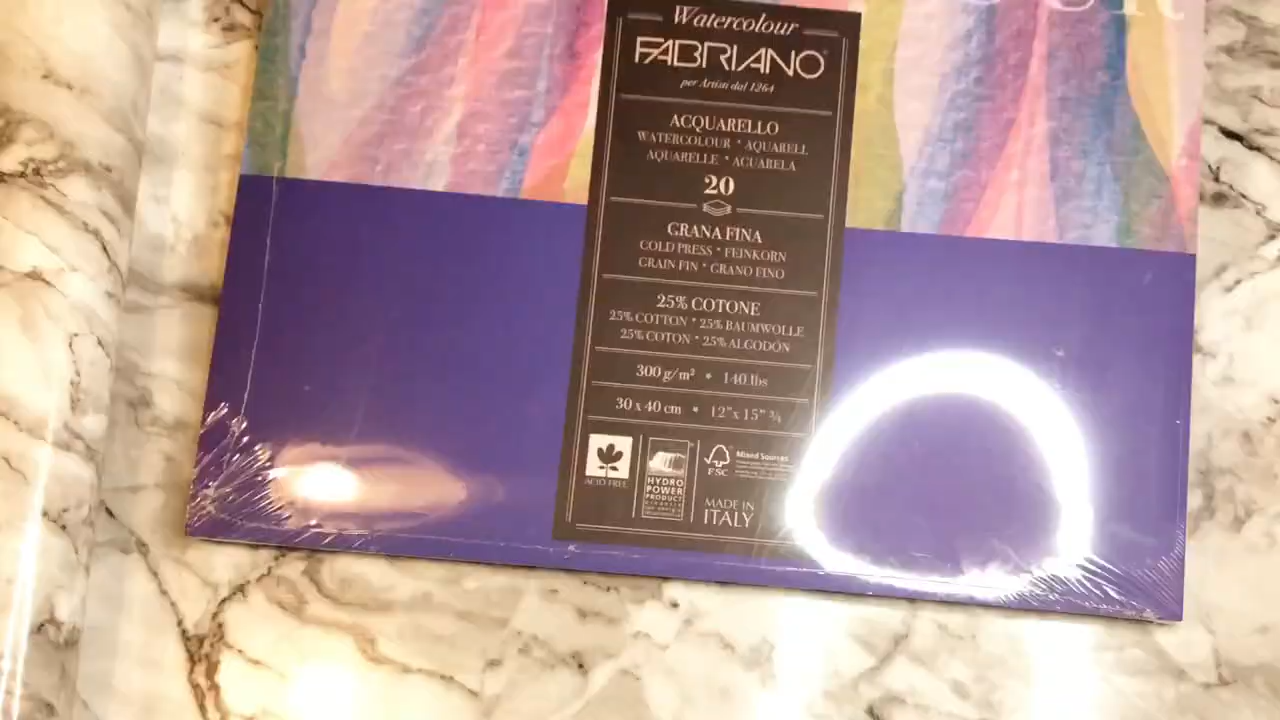 Watercolour
FABRIANO
per Artisti dal 1264
ACQUARELLO
WATERCOLOUR * AQUARELL
AQUARELLE * ACUARELA
20
GRANA FINA
COLD PRESS * FEINKORN
GRAIN FIN * GRANO FINO
25% COTONE
25% COTTON * 25% BAUMWOLLE
25% COTON * 25% ALGODÓN
300 g/m² * 140 lbs
30 x 40 cm * 12" x 15" ¾
ACID FREE
HYDRO
POWER
PRODUCT
FSC
Mixed Sources
MADE IN
ITALY